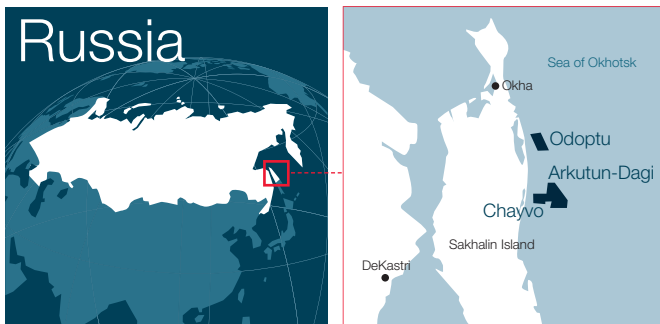 Russia
Sea of Okhotsk
Okha
Odoptu
Arkutun-Dagi
Chayvo
Sakhalin Island
DeKastri